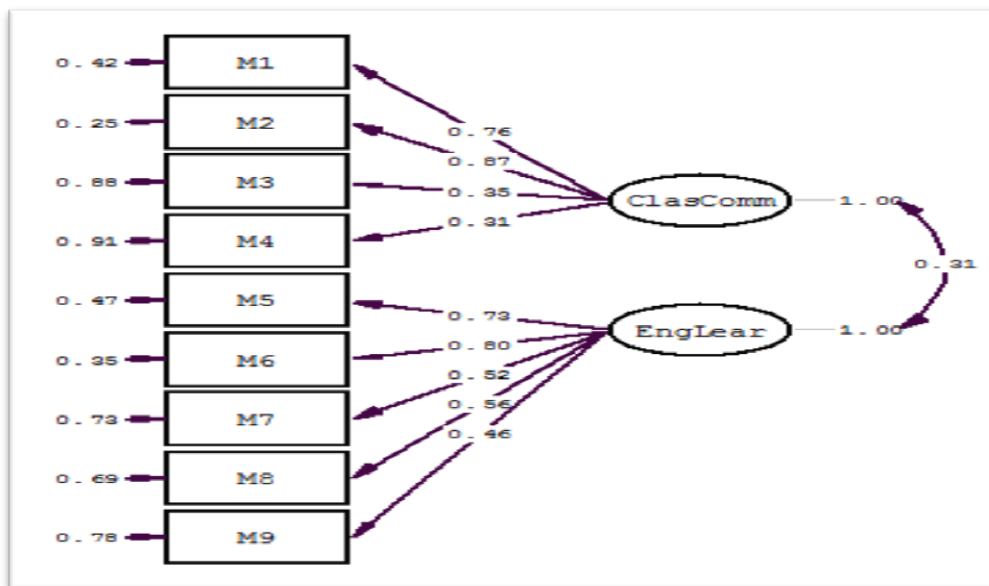 0.42 M1
0.76
0.25 M2
0.87
0.88 M3
0.35
ClasComm 1.00
0.91 M4
0.31
0.31
0.47 M5
0.73
EngLear 1.00
0.35 M6
0.80
0.52
0.73 M7
0.56
0.46
0.69 M8
0.78 M9